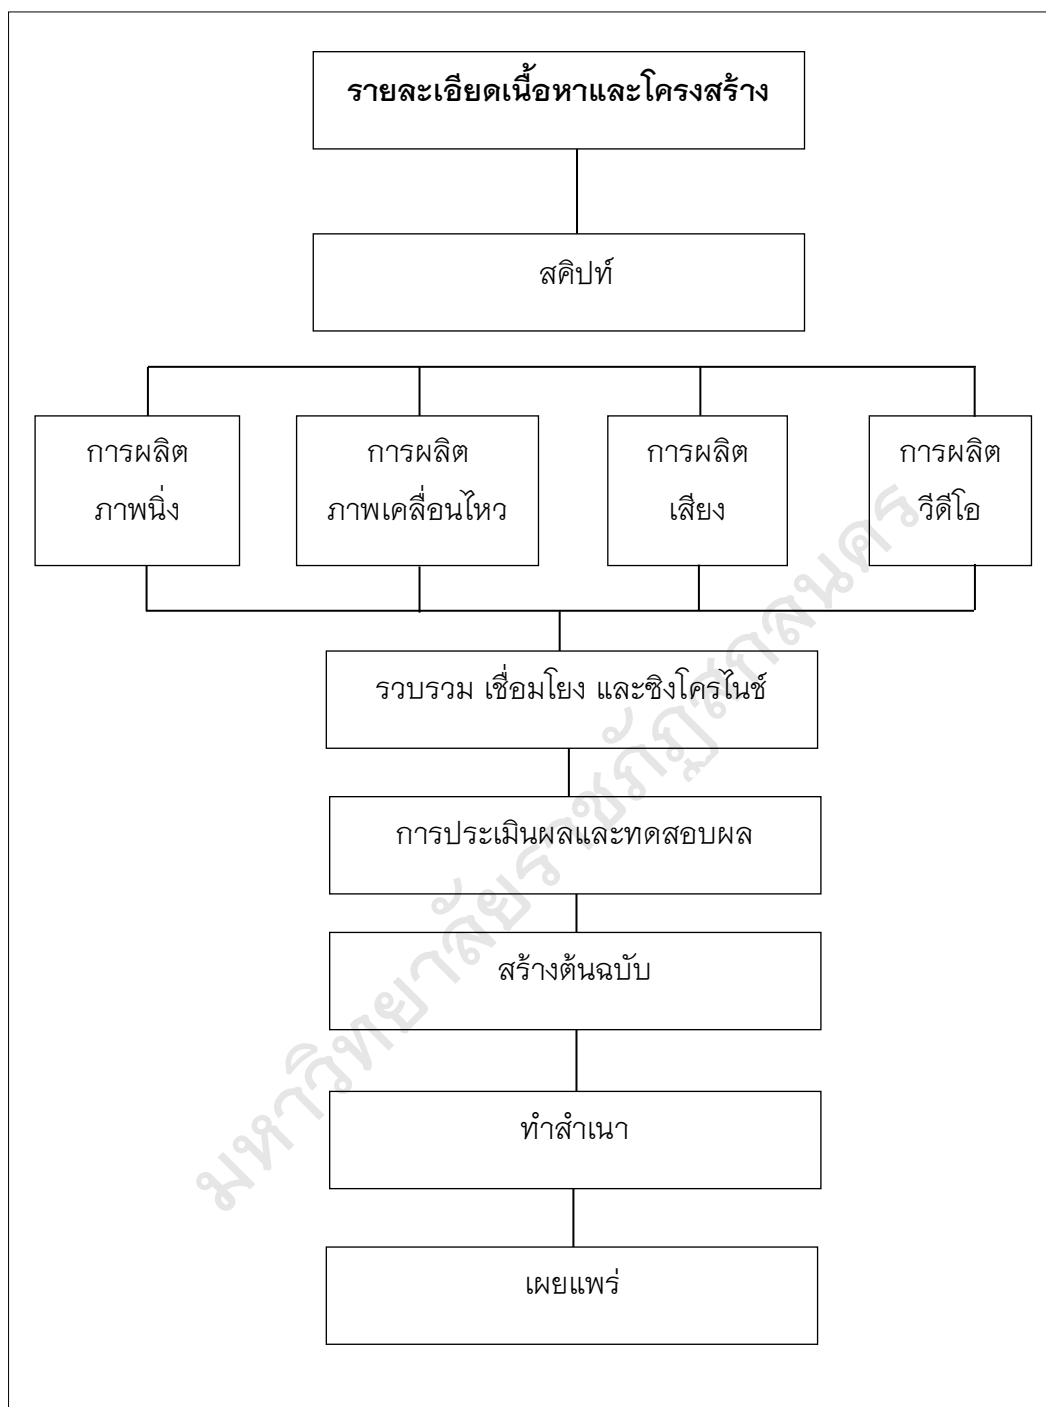 รายละเอียดเนื้อหาและโครงสร้าง
สคิปท์
การผลิต
ภาพนิ่ง
การผลิต
ภาพเคลื่อนไหว
การผลิต
เสียง
การผลิต
วีดีโอ
รวบรวม เชื่อมโยง และซิงโครไนช์
การประเมินผลและทดสอบผล
สร้างต้นฉบับ
ทำสำเนา
เผยแพร่
มหาวิทยาลัยราชภัฏสกลนคร